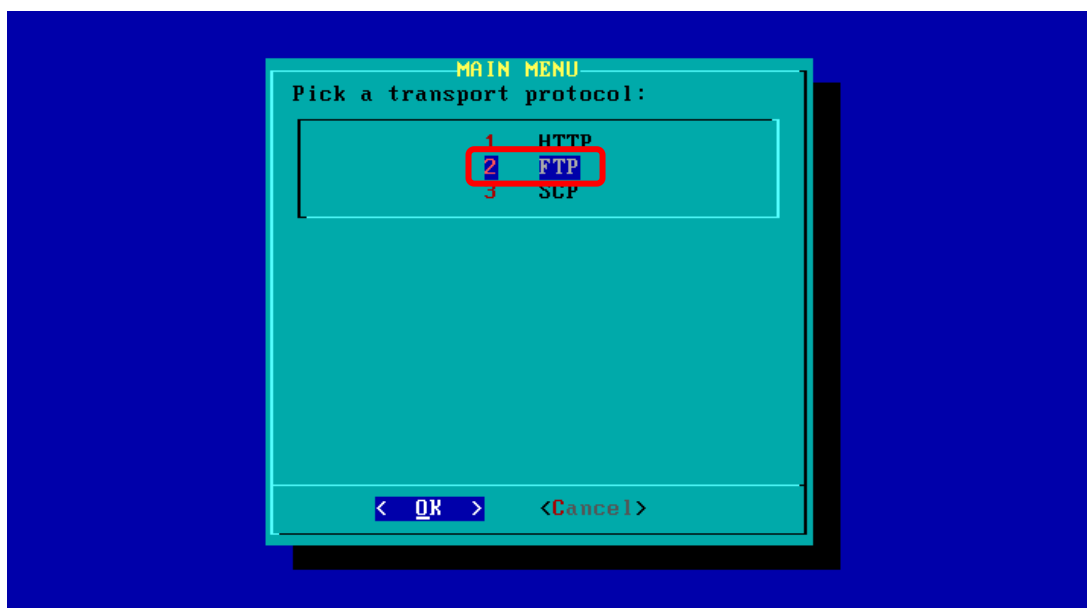 MAIN MENU
Pick a transport protocol:
1 HTTP
2 FTP
3 SCP
< OK > <Cancel>